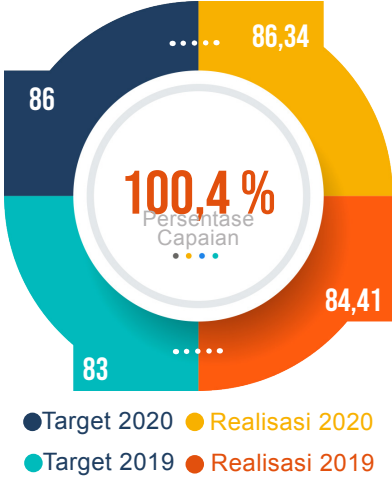 86,34
86
100,4 %
Persentase
Capaian
84,41
83
Target 2020
Realisasi 2020
Target 2019
Realisasi 2019